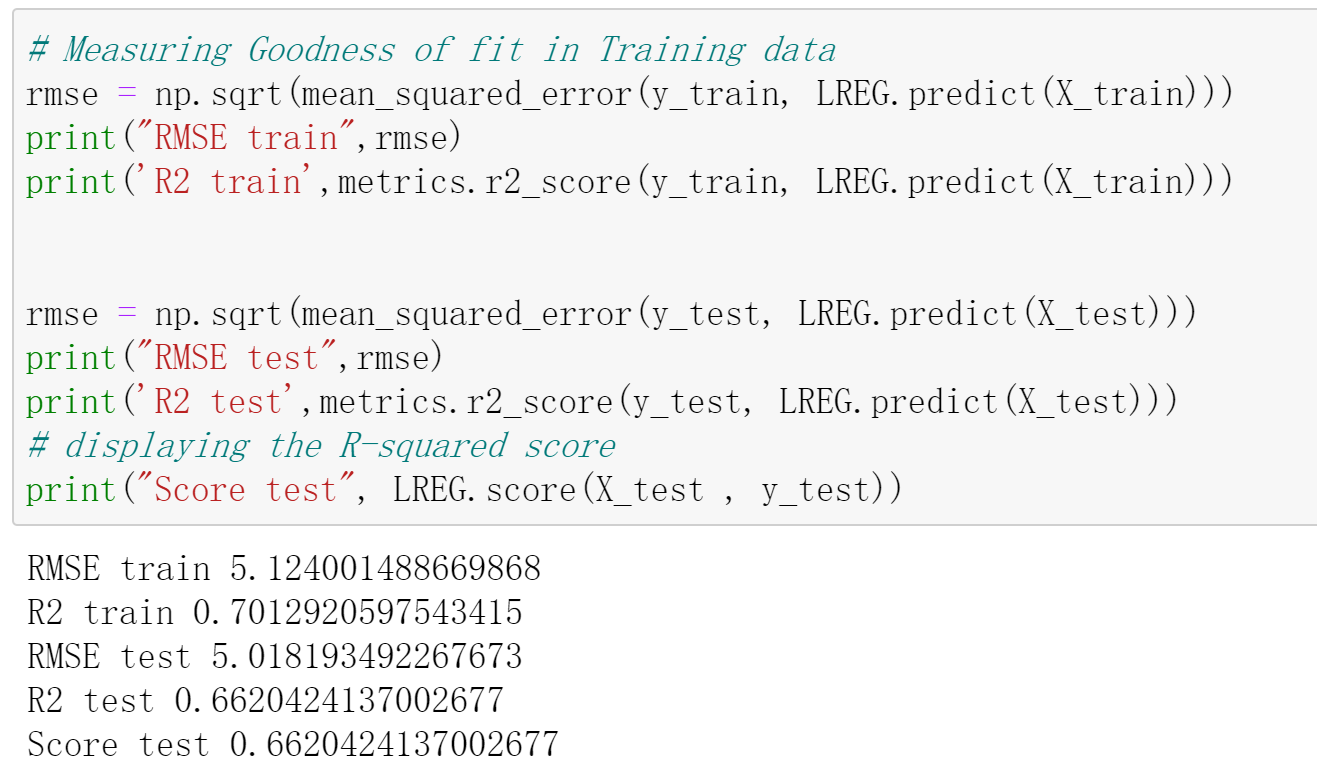 # Measuring Goodness of fit in Training data
rmse = np.sqrt(mean_squared_error(y_train, LREG.predict(X_train)))
print("RMSE train",rmse)
print('R2 train',metrics.r2_score(y_train, LREG.predict(X_train)))
rmse = np.sqrt(mean_squared_error(y_test, LREG.predict(X_test)))
print("RMSE test",rmse)
print('R2 test',metrics.r2_score(y_test, LREG.predict(X_test)))
# displaying the R-squared score
print("Score test", LREG.score(X_test , y_test))
RMSE train 5.124001488669868
R2 train 0.7012920597543415
RMSE test 5.018193492267673
R2 test 0.6620424137002677
Score test 0.6620424137002677